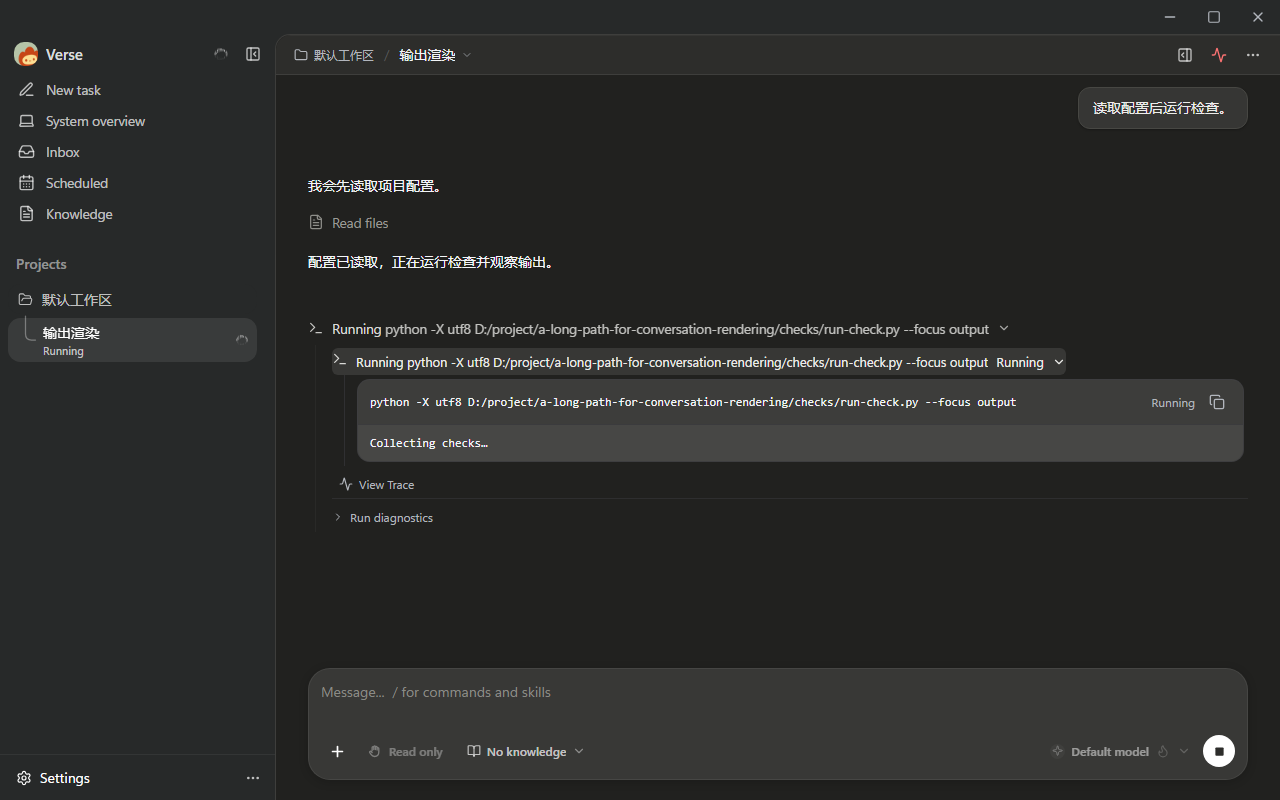 Verse
New task
System overview
Inbox
Scheduled
Knowledge
Projects
默认工作区
输出渲染
Running
Settings
默认工作区 / 输出渲染
读取配置后运行检查。
我会先读取项目配置。
Read files
配置已读取，正在运行检查并观察输出。
Running python -X utf8 D:/project/a-long-path-for-conversation-rendering/checks/run-check.py --focus output
Running python -X utf8 D:/project/a-long-path-for-conversation-rendering/checks/run-check.py --focus output Running
python -X utf8 D:/project/a-long-path-for-conversation-rendering/checks/run-check.py --focus output Running
Collecting checks…
View Trace
Run diagnostics
Message... / for commands and skills
Read only No knowledge Default model